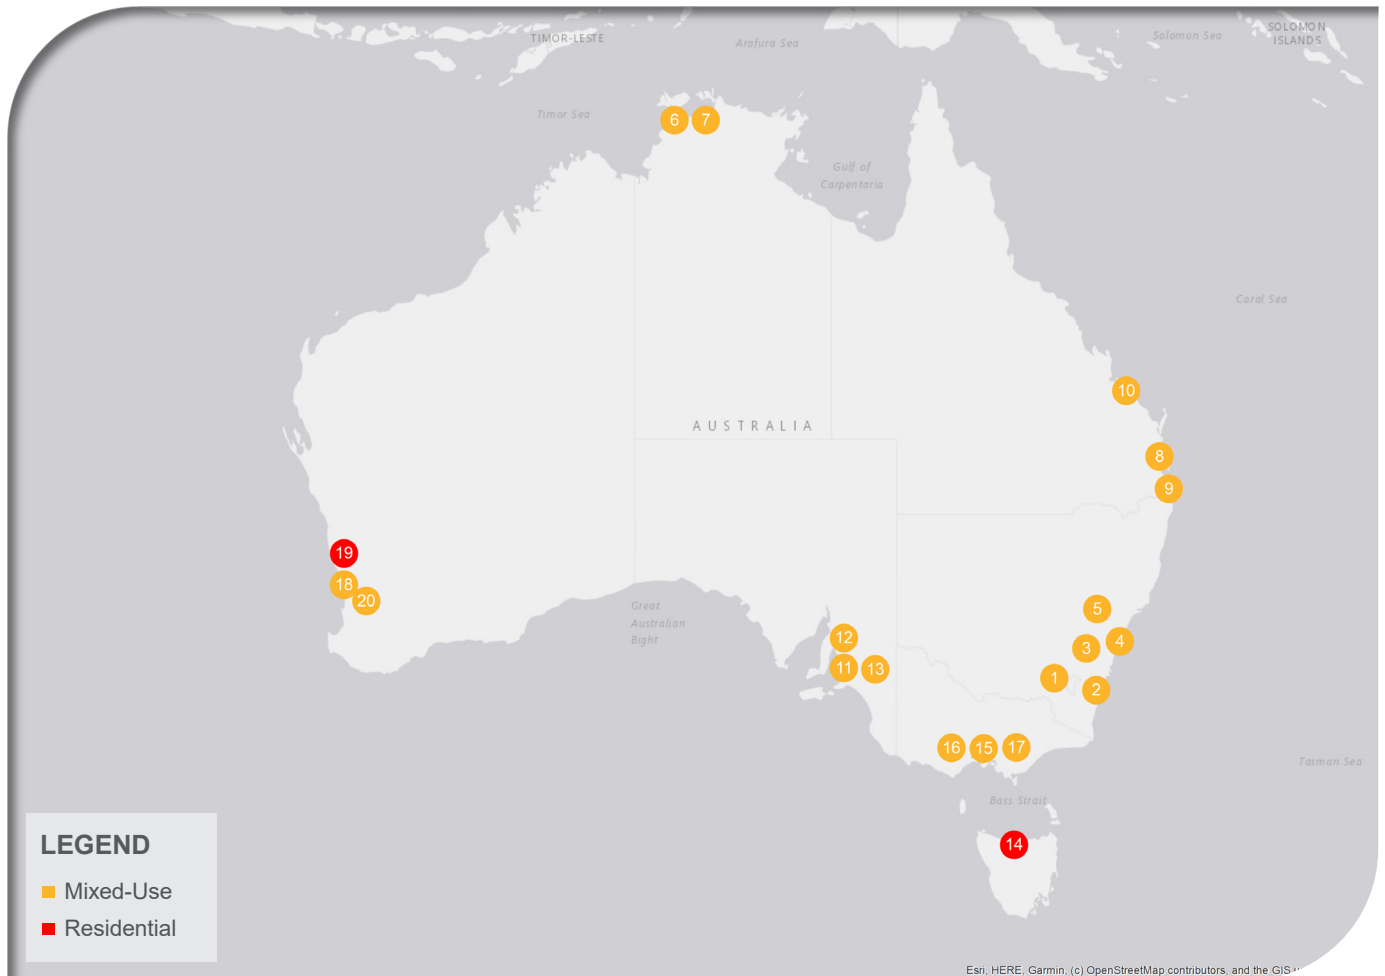 TIMOR-LESTE
Arafura Sea
Solomon Sea
SOLOMON
ISLANDS
Timor Sea
6
7
Gulf of
Carpentaria
Coral Sea
10
AUSTRALIA
8
9
19
18
20
Great
Australian
Bight
12
11
13
5
4
3
1
2
16
15
17
Tasman Sea
Bass Strait
14
LEGEND
Mixed-Use
Residential
Esri, HERE, Garmin, (c) OpenStreetMap contributors, and the GIS